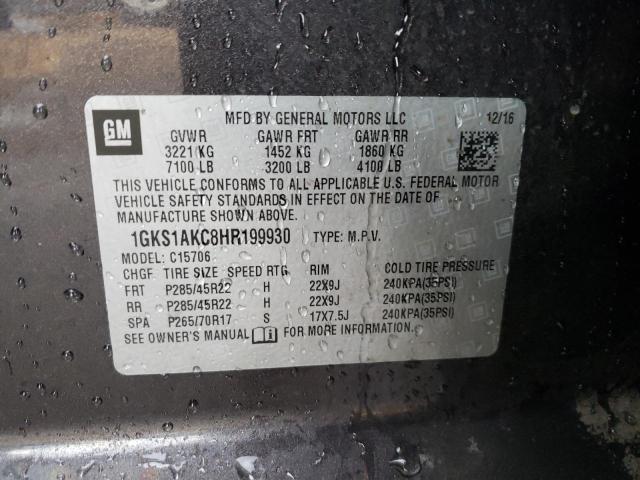 GM
MFD BY GENERAL MOTORS LLC 12/16
GVWR GAWR FRT GAWR RR
3221 KG 1452 KG 1860 KG
7100 LB 3200 LB 4100 LB
THIS VEHICLE CONFORMS TO ALL APPLICABLE U.S. FEDERAL MOTOR
VEHICLE SAFETY STANDARDS IN EFFECT ON THE DATE OF
MANUFACTURE SHOWN ABOVE.
1GKS1AKC8HR199930 TYPE: M.P.V.
MODEL: C15706
CHGF TIRE SIZE SPEED RTG RIM COLD TIRE PRESSURE
FRT P285/45R22 H 22X9J 240KPA(35PSI)
RR P285/45R22 H 22X9J 240KPA(35PSI)
SPA P265/70R17 S 17X7.5J 240KPA(35PSI)
SEE OWNER'S MANUAL FOR MORE INFORMATION.